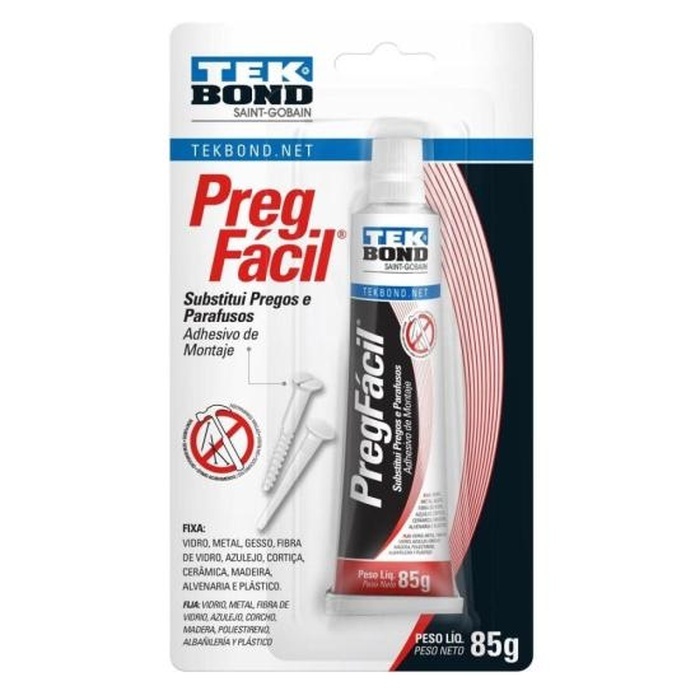 TEK
BOND
SAINT-GOBAIN
TEKBOND.NET
Preg
Fácil®
Substitui Pregos e
Parafusos
Adhesivo de
Montaje
FIXA:
VIDRO, METAL, GESSO, FIBRA
DE VIDRO, AZULEJO, CORTIÇA,
CERÂMICA, MADEIRA,
ALVENARIA E PLÁSTICO.
FIJA: VIDRIO, METAL, FIBRA DE
VIDRIO, AZULEJO, CORCHO,
MADERA, POLIESTIRENO,
ALBAÑILERÍA Y PLÁSTICO
TEK
BOND
SAINT-GOBAIN
TEKBOND.NET
PregFácil®
Substitui Pregos e Parafusos
Adhesivo de Montaje
Peso Líq.
Peso Neto
85g
PESO LÍQ.
PESO NETO
85g